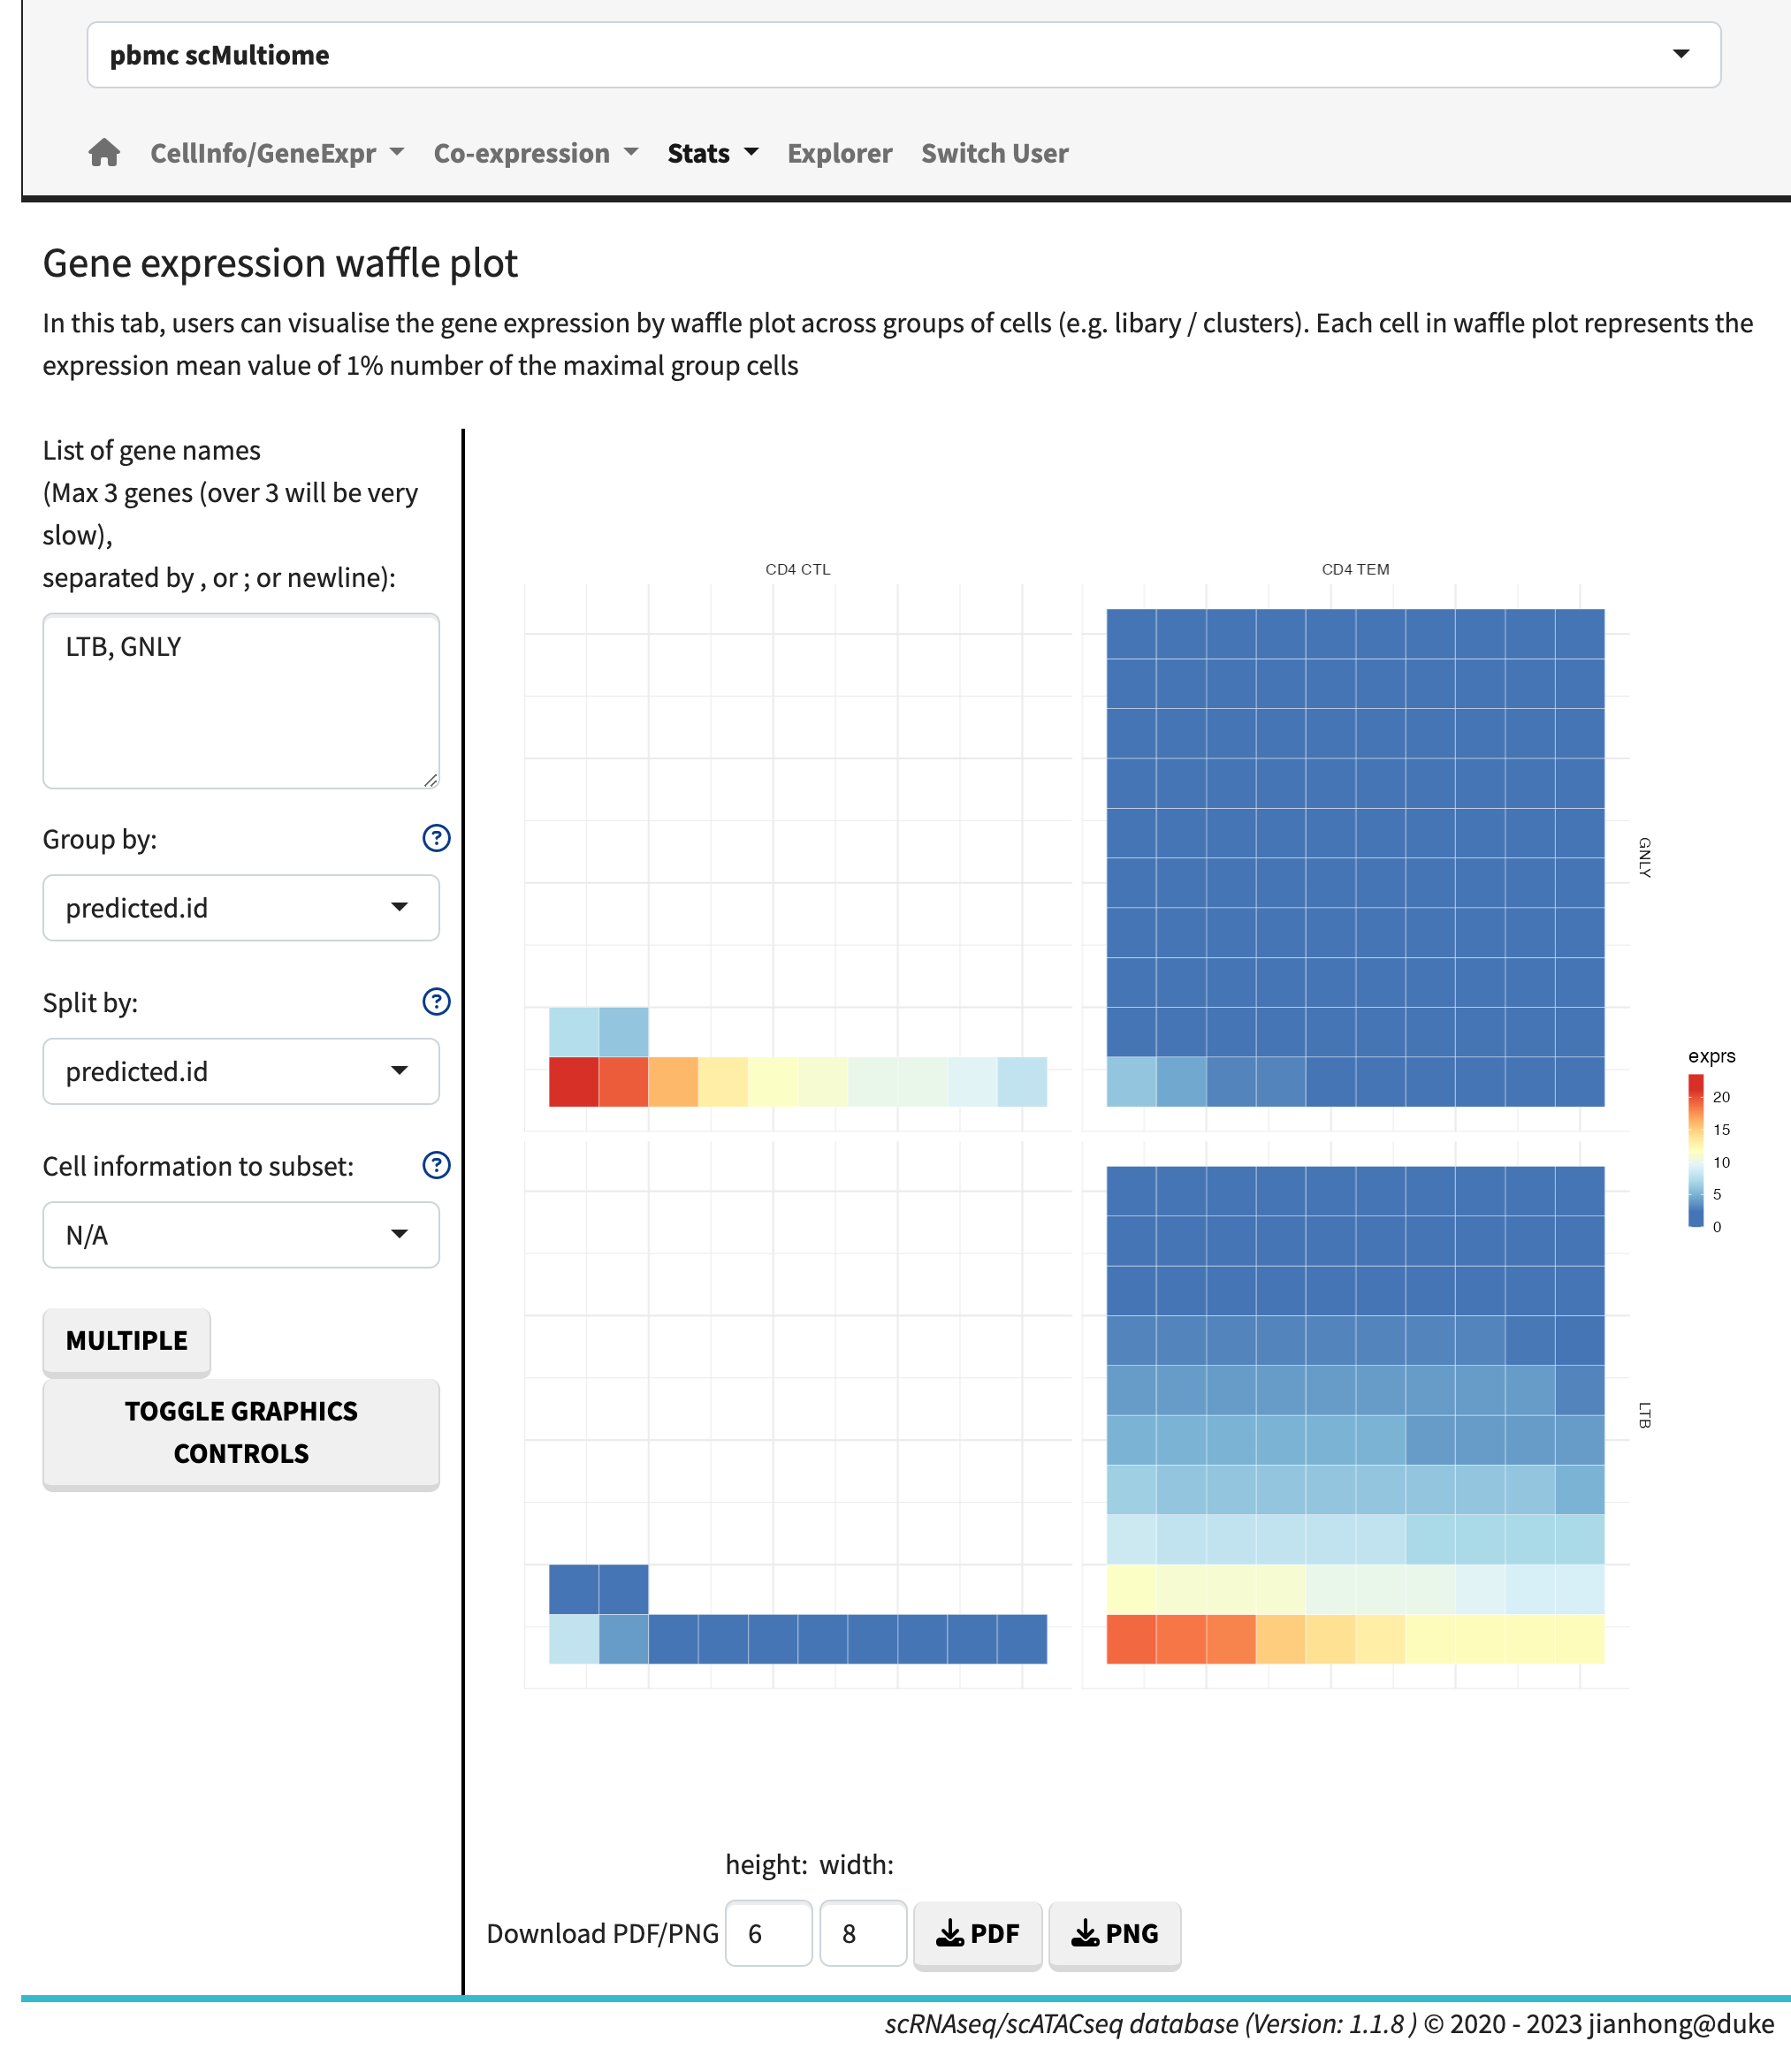 pbmc scMultiome
CellInfo/GeneExpr Co-expression Stats Explorer Switch User
Gene expression waffle plot
In this tab, users can visualise the gene expression by waffle plot across groups of cells (e.g. libary / clusters). Each cell in waffle plot represents the
expression mean value of 1% number of the maximal group cells
List of gene names
(Max 3 genes (over 3 will be very
slow),
separated by , or ; or newline):
LTB, GNLY
Group by: ?
predicted.id
Split by: ?
predicted.id
Cell information to subset: ?
N/A
MULTIPLE
TOGGLE GRAPHICS
CONTROLS
CD4 CTL
CD4 TEM
GNLY
LTB
exprs
20
15
10
5
0
height: width:
Download PDF/PNG 6 8 PDF PNG
scRNAseq/scATACseq database (Version: 1.1.8 ) © 2020 - 2023 jianhong@duke